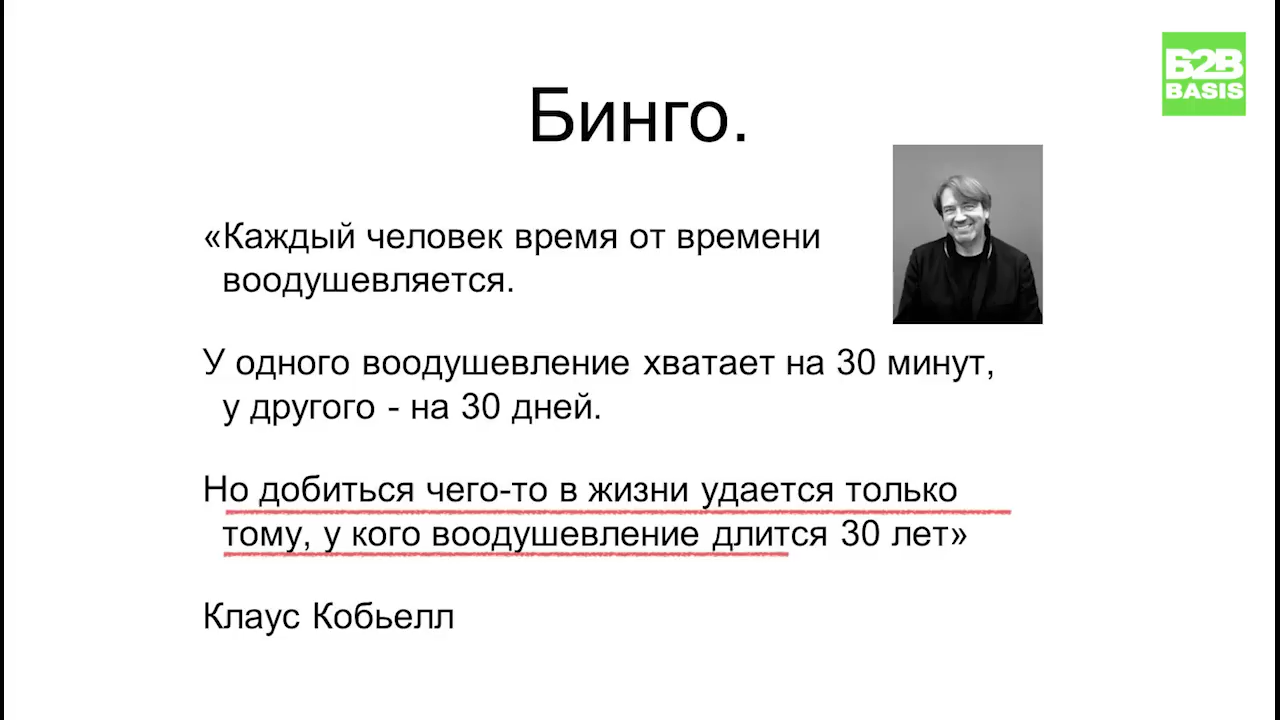 Б2B
BASIS
Бинго.
«Каждый человек время от времени
воодушевляется.
У одного воодушевление хватает на 30 минут,
у другого - на 30 дней.
Но добиться чего-то в жизни удается только
тому, у кого воодушевление длится 30 лет»
Клаус Кобьелл